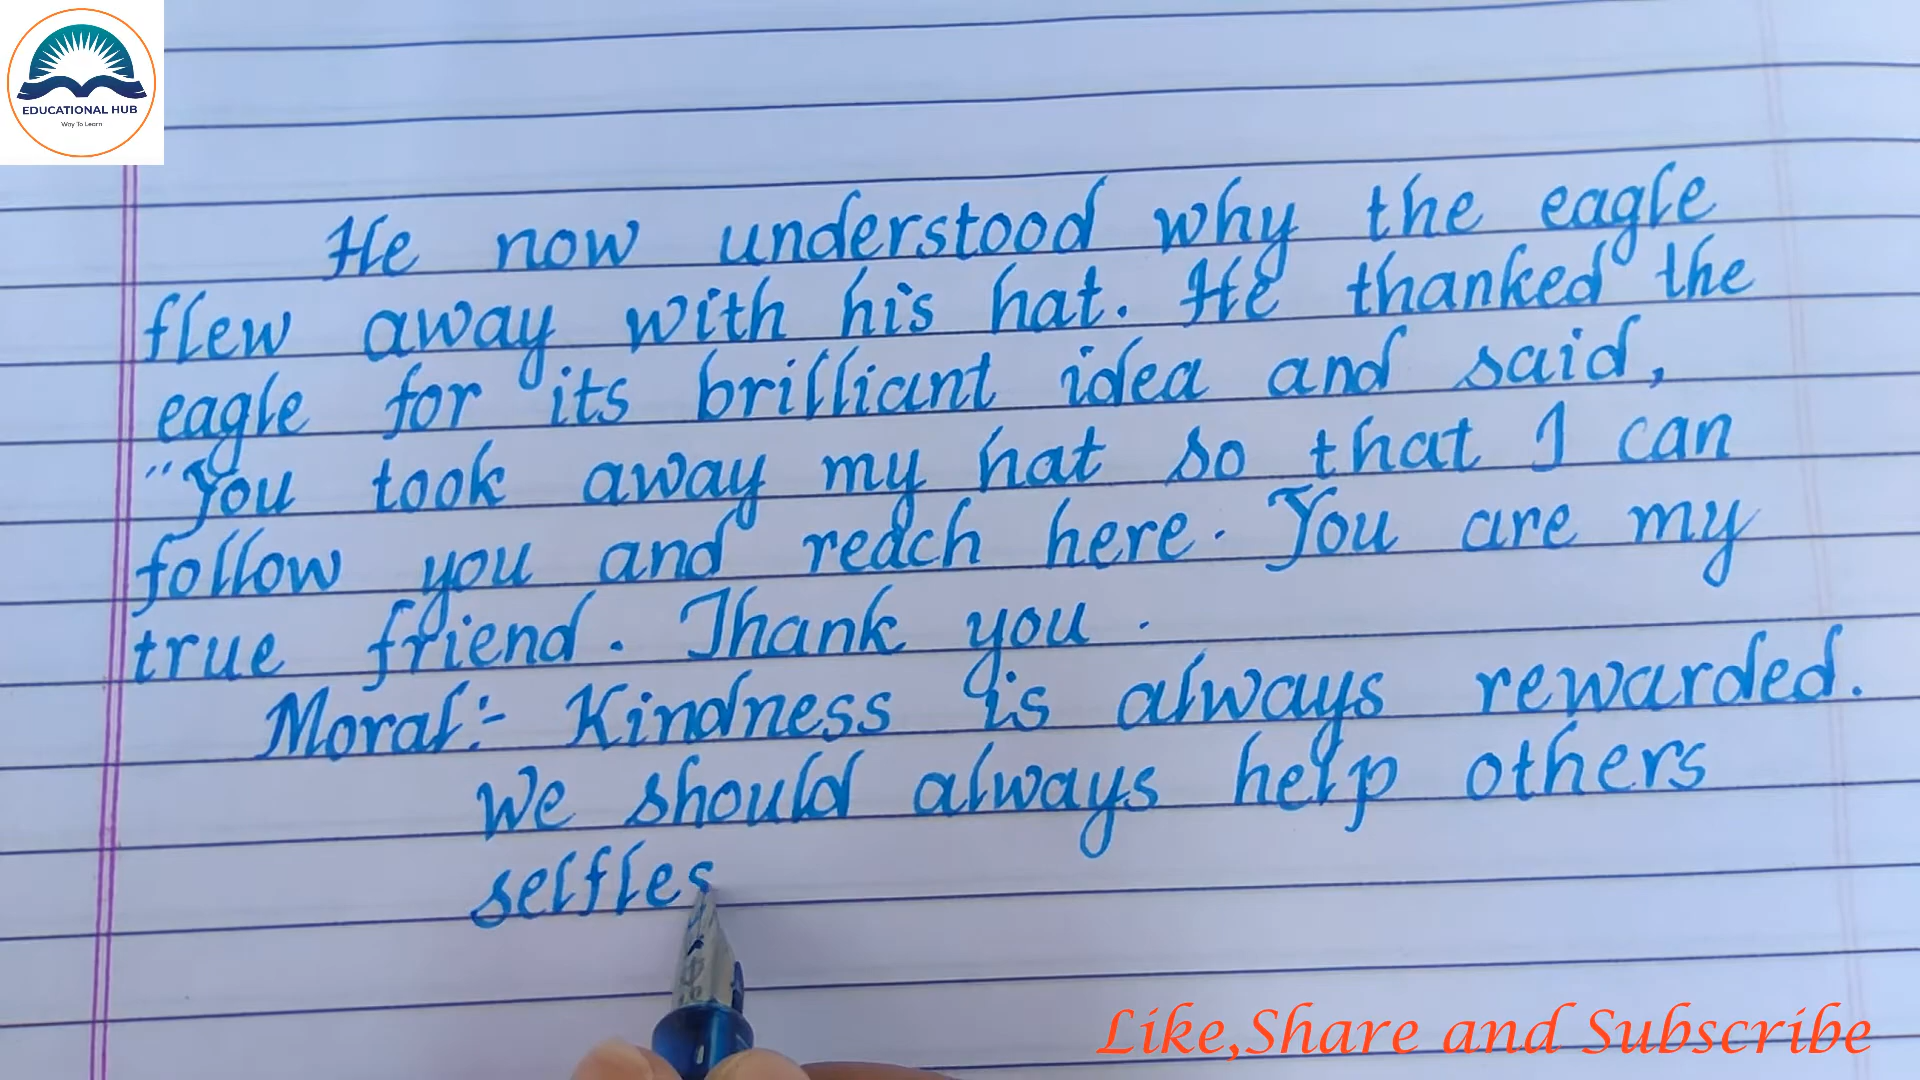 EDUCATIONAL HUB
Way To Learn
He now understood why the eagle
flew away with his hat. He thanked the
eagle for its brilliant idea and said,
"You took away my hat so that I can
follow you and reach here. You are my
true friend. Thank you.
Moral:- Kindness is always rewarded.
We should always help others
selfles
Like,Share and Subscribe